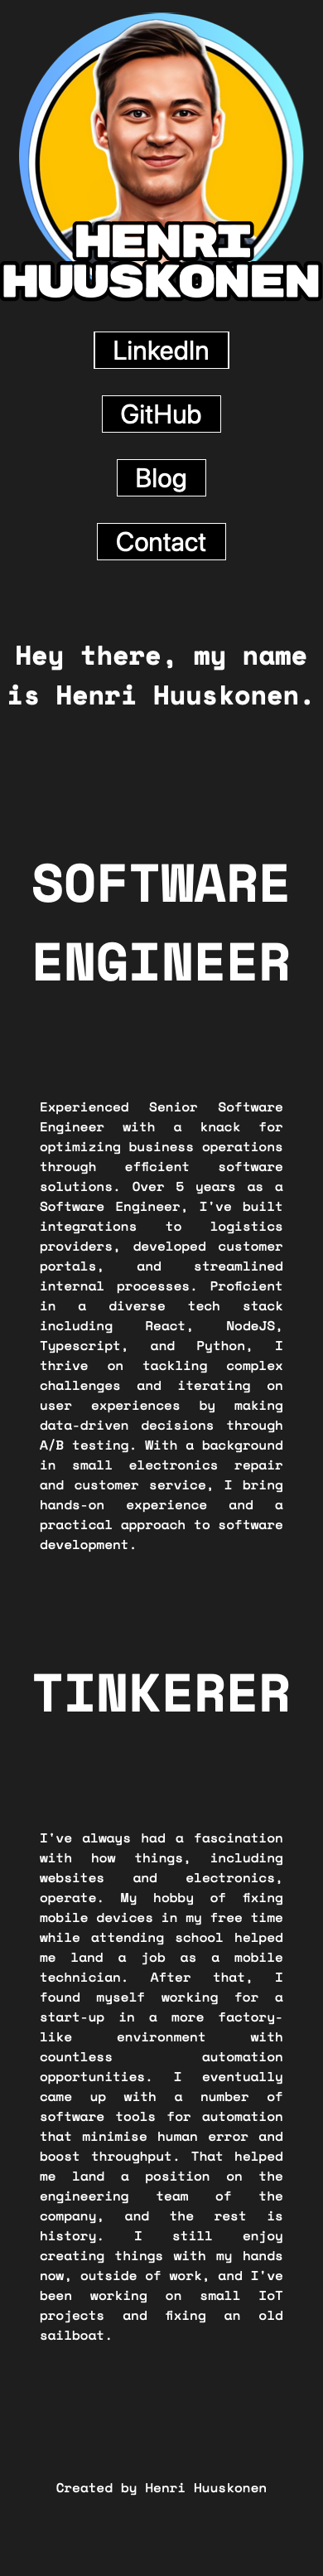 HENRI
HUUSKONEN
LinkedIn
GitHub
Blog
Contact
Hey there, my name
is Henri Huuskonen.
SOFTWARE
ENGINEER
Experienced Senior Software
Engineer with a knack for
optimizing business operations
through efficient software
solutions. Over 5 years as a
Software Engineer, I've built
integrations to logistics
providers, developed customer
portals, and streamlined
internal processes. Proficient
in a diverse tech stack
including React, NodeJS,
Typescript, and Python, I
thrive on tackling complex
challenges and iterating on
user experiences by making
data-driven decisions through
A/B testing. With a background
in small electronics repair
and customer service, I bring
hands-on experience and a
practical approach to software
development.
TINKERER
I've always had a fascination
with how things, including
websites and electronics,
operate. My hobby of fixing
mobile devices in my free time
while attending school helped
me land a job as a mobile
technician. After that, I
found myself working for a
start-up in a more factory-
like environment with
countless automation
opportunities. I eventually
came up with a number of
software tools for automation
that minimise human error and
boost throughput. That helped
me land a position on the
engineering team of the
company, and the rest is
history. I still enjoy
creating things with my hands
now, outside of work, and I've
been working on small IoT
projects and fixing an old
sailboat.
Created by Henri Huuskonen